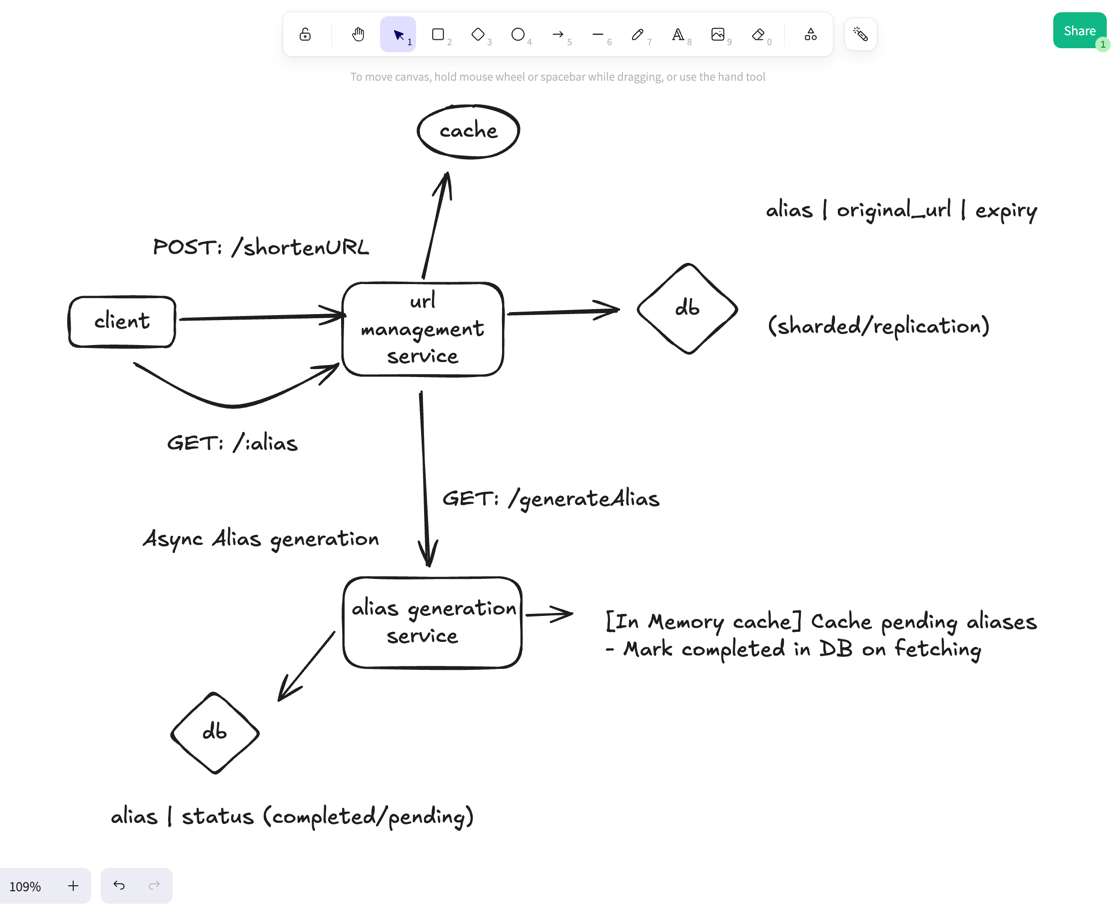 1
2
3
4
5
6
7
A
8
9
0
Share
1
To move canvas, hold mouse wheel or spacebar while dragging, or use the hand tool
cache
alias | original_url | expiry
POST: /shortenURL
client
url
management
service
db
(sharded/replication)
GET: /:alias
GET: /generateAlias
Async Alias generation
alias generation
service
[In Memory cache] Cache pending aliases
- Mark completed in DB on fetching
db
alias | status (completed/pending)
109%